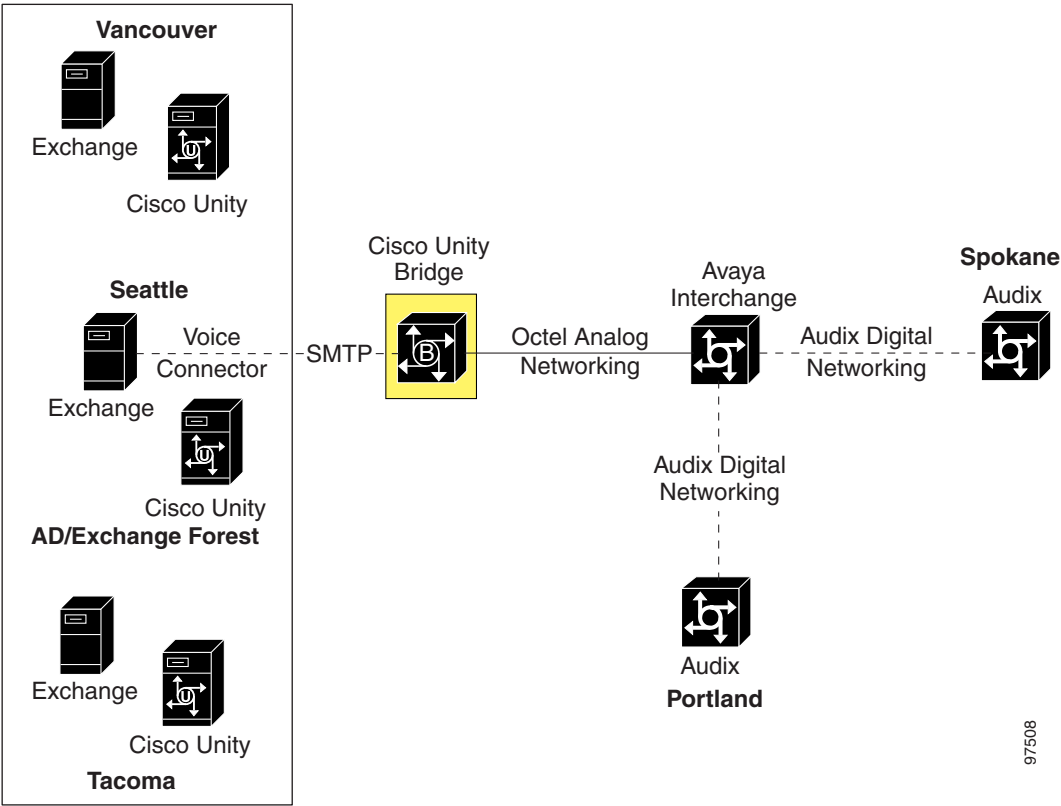 Vancouver
Exchange
U
Cisco Unity
Seattle
Voice
Connector
Exchange
U
Cisco Unity
AD/Exchange Forest
Exchange
U
Cisco Unity
Tacoma
SMTP
Cisco Unity
Bridge
B
Octel Analog
Networking
Avaya
Interchange
Audix Digital
Networking
Spokane
Audix
Audix Digital
Networking
Audix
Portland
97508